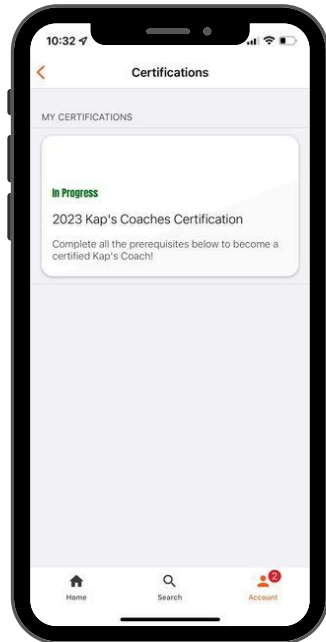 10:32
Certifications
MY CERTIFICATIONS
In Progress
2023 Kap's Coaches Certification
Complete all the prerequisites below to become a
certified Kap's Coach!
2
Home Search Account